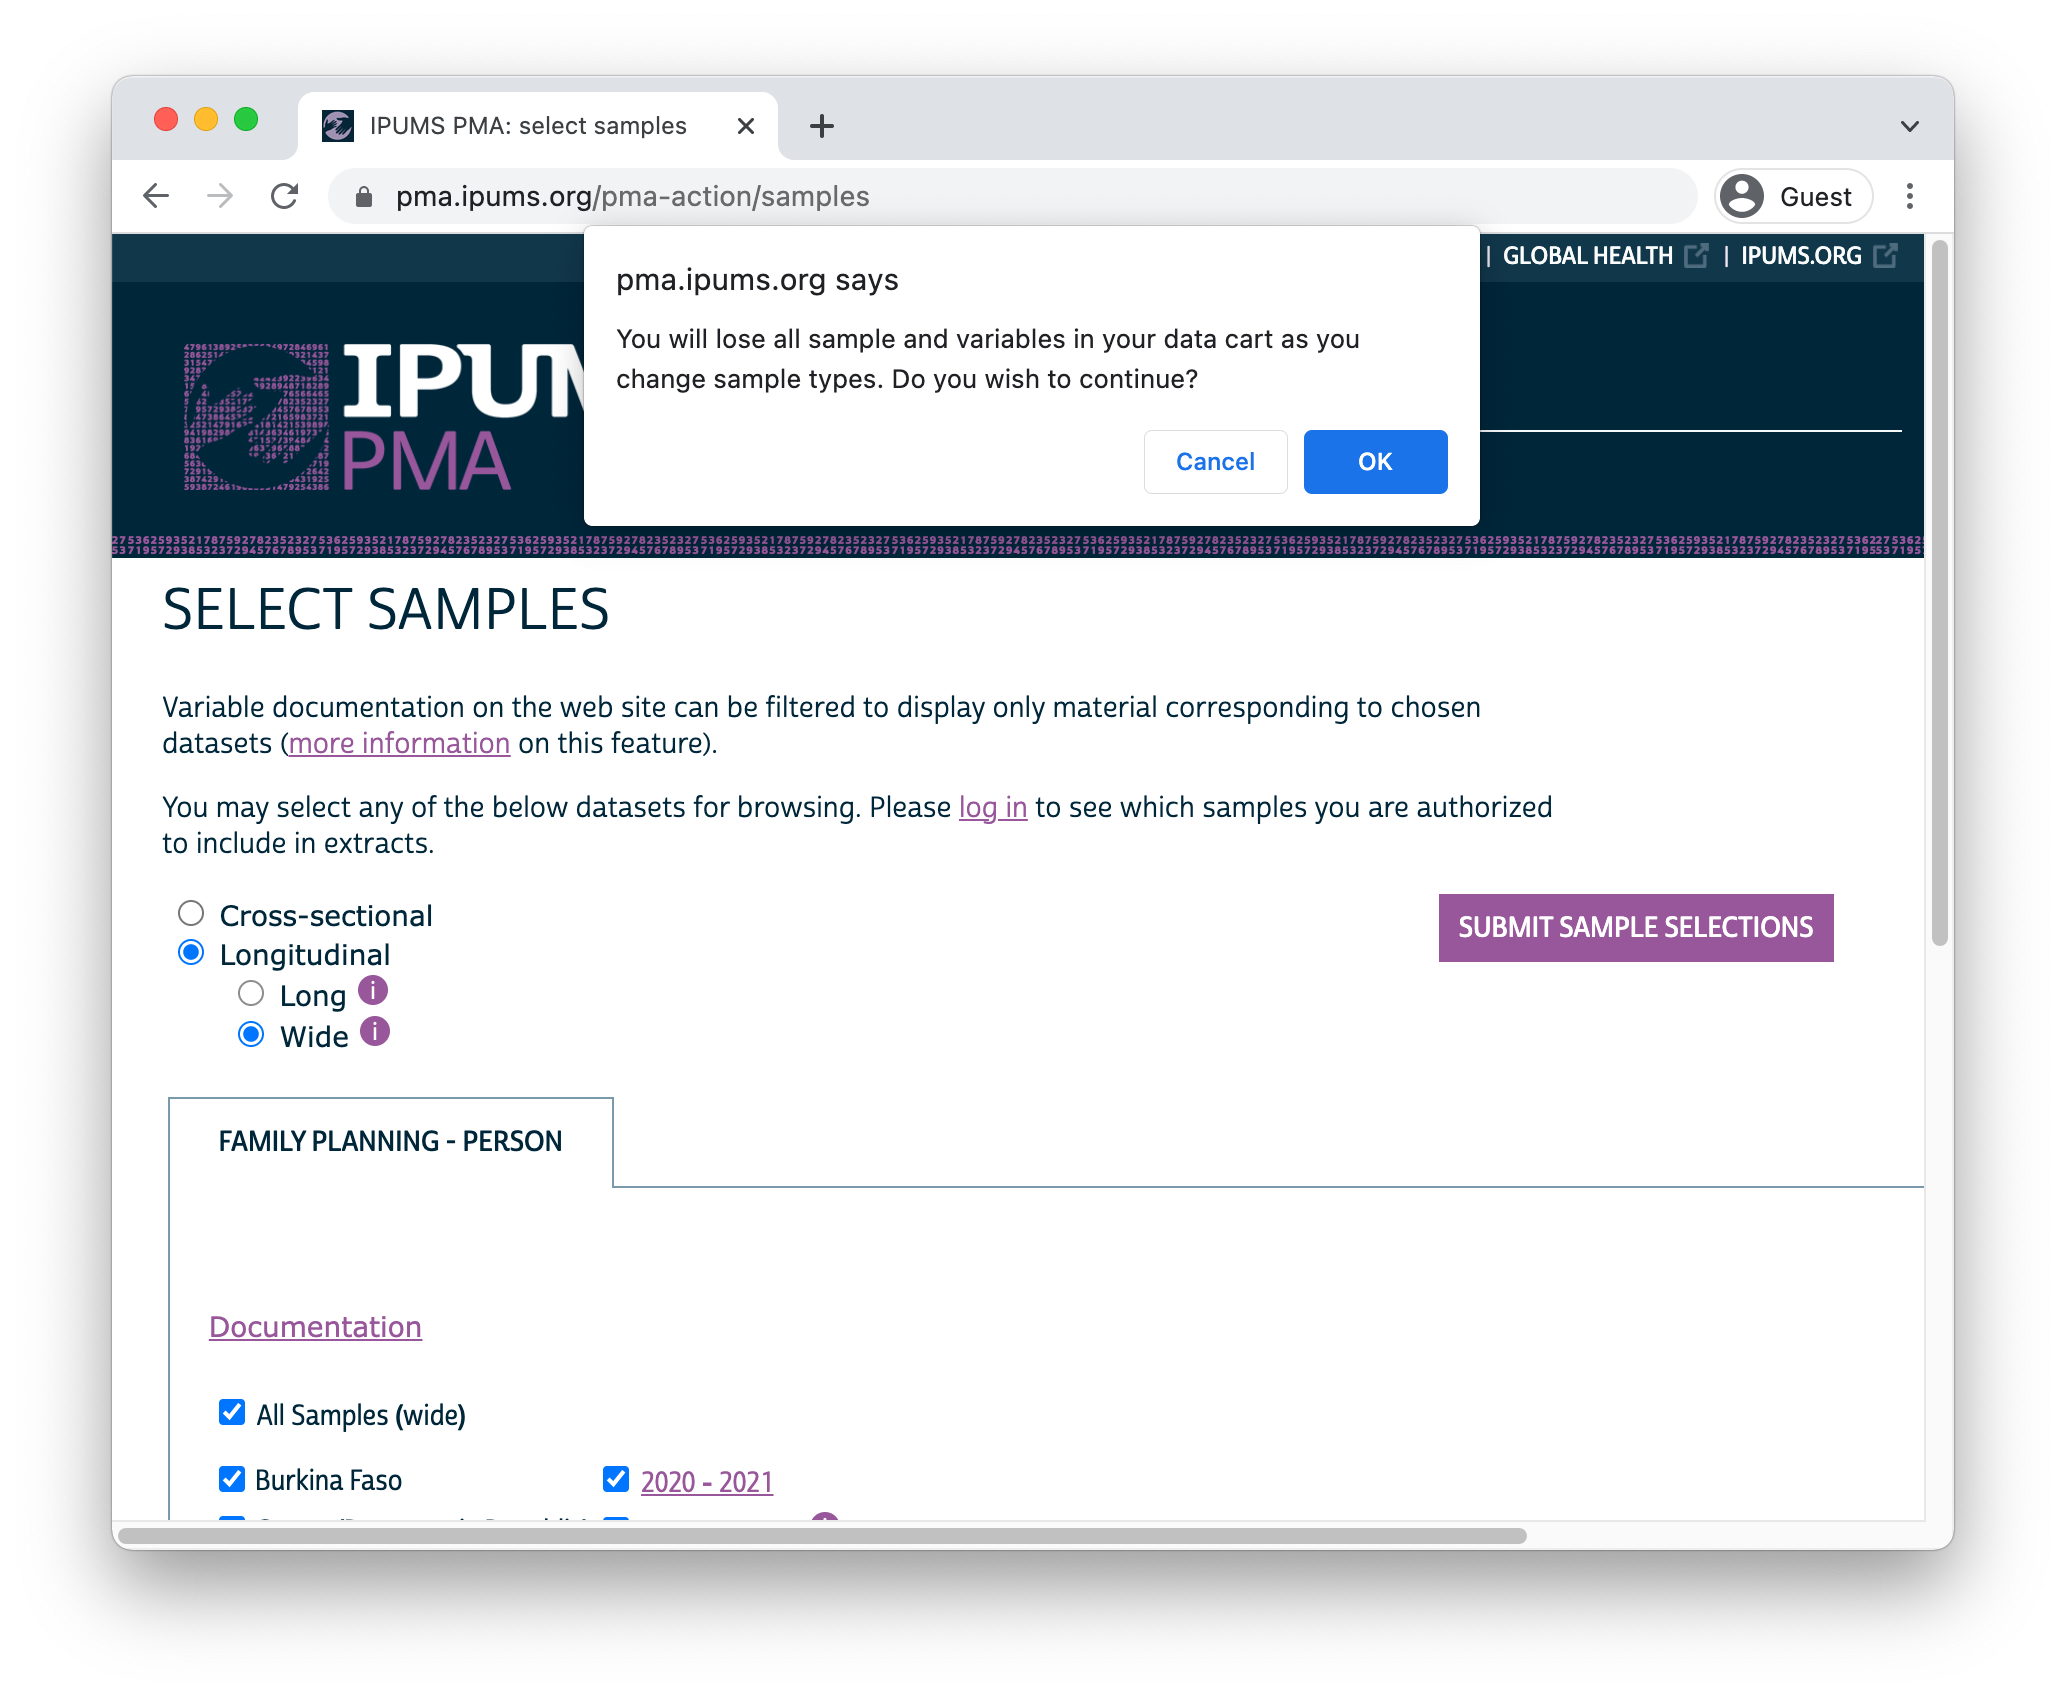 IPUMS PMA: select samples
pma.ipums.org/pma-action/samples
Guest
| GLOBAL HEALTH | IPUMS.ORG
pma.ipums.org says
You will lose all sample and variables in your data cart as you
change sample types. Do you wish to continue?
Cancel
OK
IPUM
PMA
SELECT SAMPLES
Variable documentation on the web site can be filtered to display only material corresponding to chosen
datasets (more information on this feature).
You may select any of the below datasets for browsing. Please log in to see which samples you are authorized
to include in extracts.
Cross-sectional
SUBMIT SAMPLE SELECTIONS
Longitudinal
Long i
Wide i
FAMILY PLANNING - PERSON
Documentation
All Samples (wide)
Burkina Faso 2020 - 2021